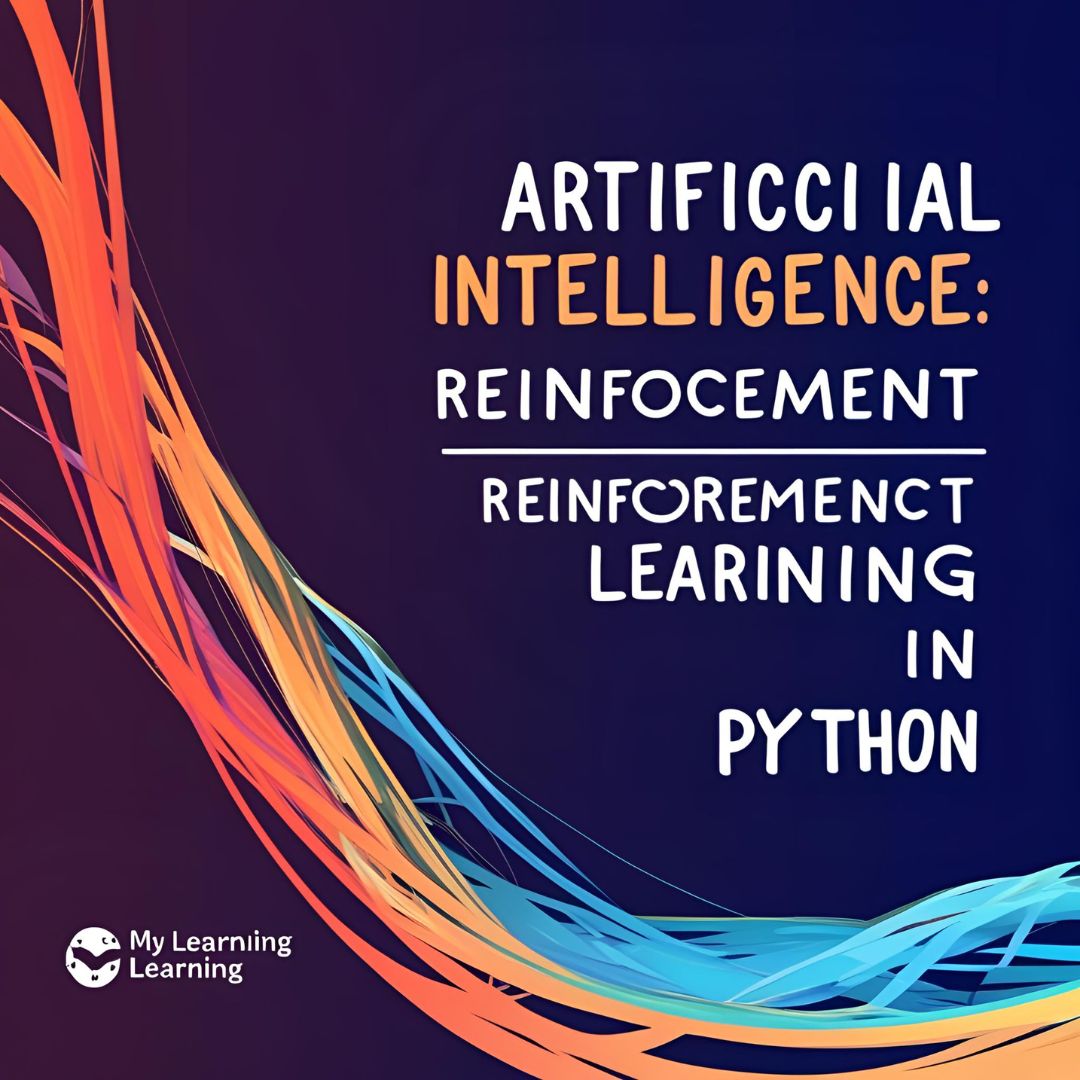 ARTIFICCI IAL
INTELLIGENCE:
REINFOCEMENT
REINFOREMENCT
LEARINING
IN
PYTHON
My Learniing
Learning